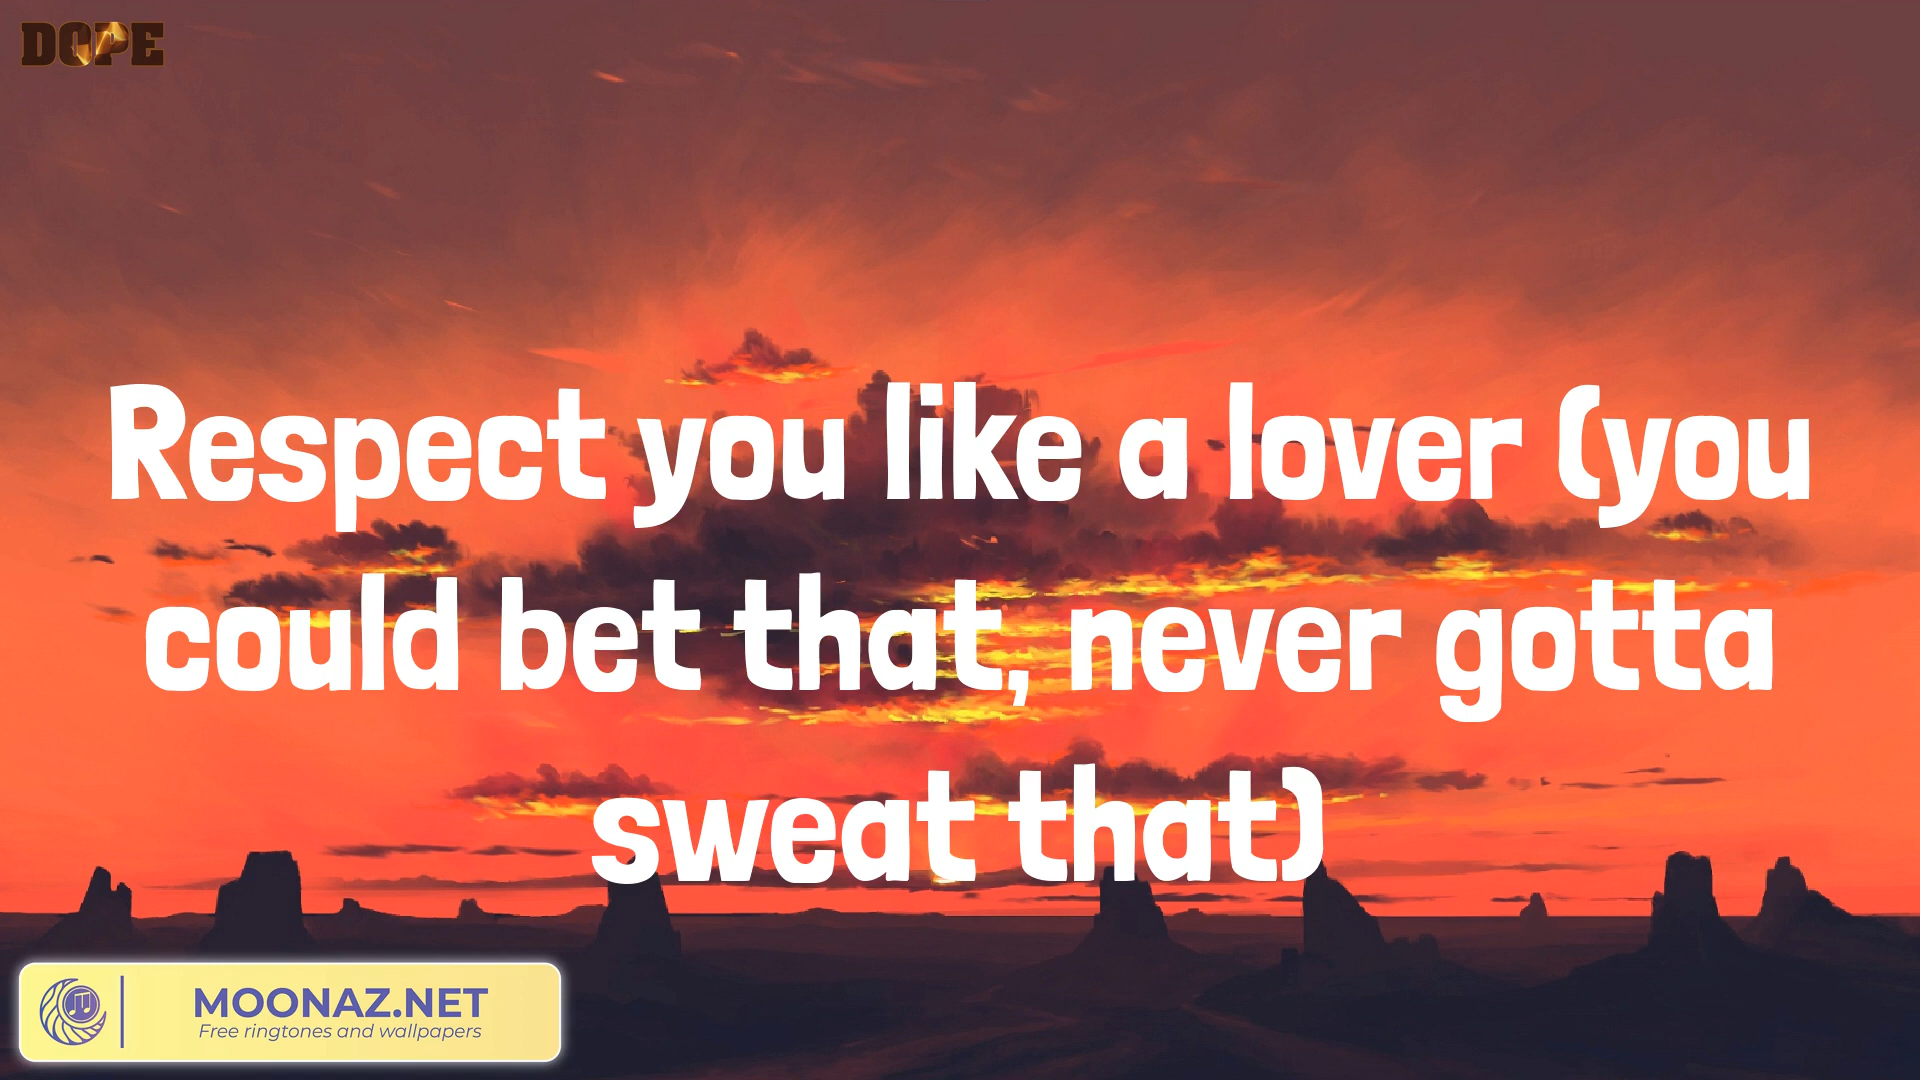 DOPE
Respect you like a lover (you
could bet that, never gotta
sweat that)
MOONAZ.NET
Free ringtones and wallpapers